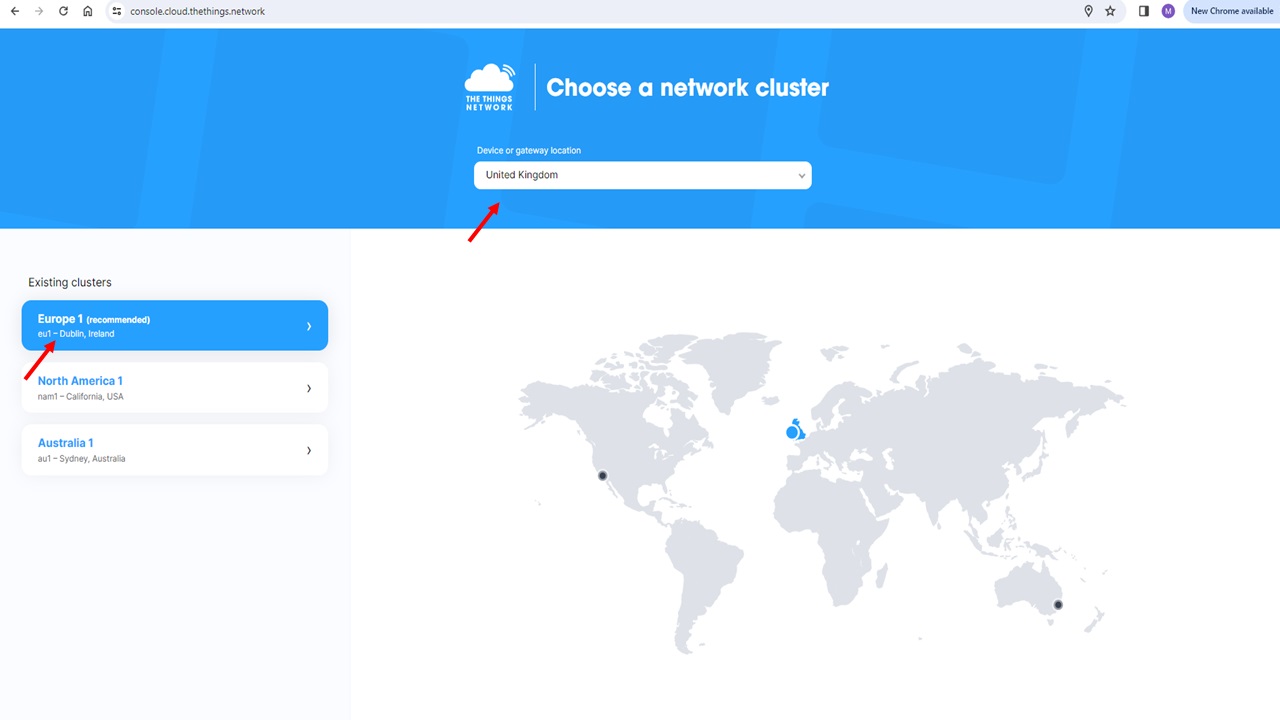 console.cloud.thethings.network
M
New Chrome available
THE THINGS
NETWORK
Choose a network cluster
Device or gateway location
United Kingdom
Existing clusters
Europe 1 (recommended)
eu1 – Dublin, Ireland
North America 1
nam1 – California, USA
Australia 1
au1 – Sydney, Australia